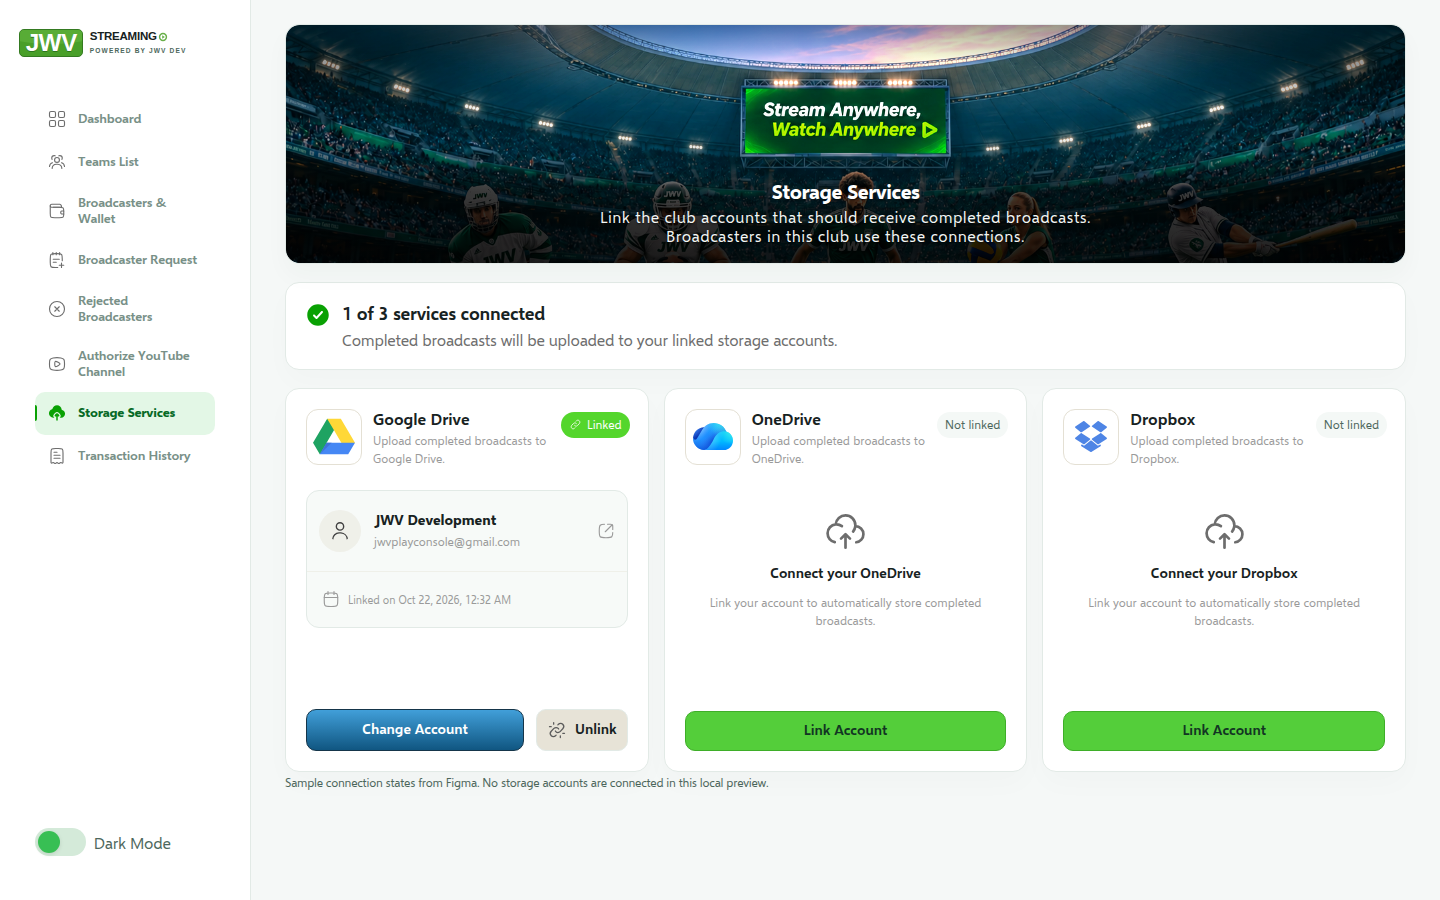 JWV STREAMING
POWERED BY JWV DEV
Dashboard
Teams List
Broadcasters &
Wallet
Broadcaster Request
Rejected
Broadcasters
Authorize YouTube
Channel
Storage Services
Transaction History
Dark Mode
Stream Anywhere,
Watch Anywhere
JWV
JWV
JWV
JWV
Storage Services
Link the club accounts that should receive completed broadcasts.
Broadcasters in this club use these connections.
1 of 3 services connected
Completed broadcasts will be uploaded to your linked storage accounts.
Google Drive
Linked
Upload completed broadcasts to
Google Drive.
JWV Development
jwvplayconsole@gmail.com
Linked on Oct 22, 2026, 12:32 AM
Change Account
Unlink
OneDrive
Not linked
Upload completed broadcasts to
OneDrive.
Connect your OneDrive
Link your account to automatically store completed
broadcasts.
Link Account
Dropbox
Not linked
Upload completed broadcasts to
Dropbox.
Connect your Dropbox
Link your account to automatically store completed
broadcasts.
Link Account
Sample connection states from Figma. No storage accounts are connected in this local preview.